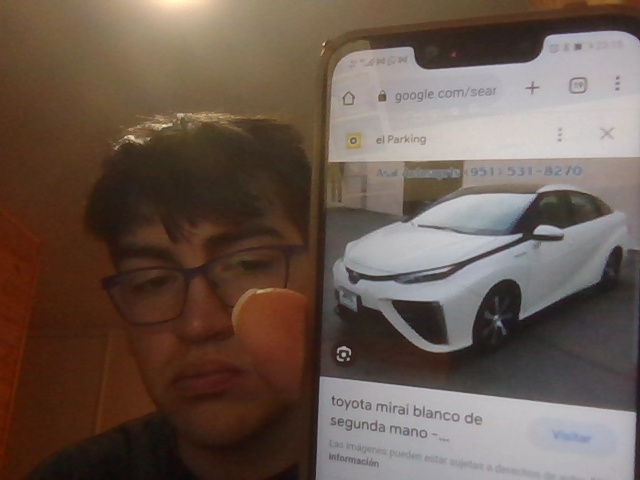 google.com/sear
19
el Parking
(951) 531-8270
toyota mirai blanco de
segunda mano -...
Visitar
Las imágenes pueden estar sujetas a derechos de
información